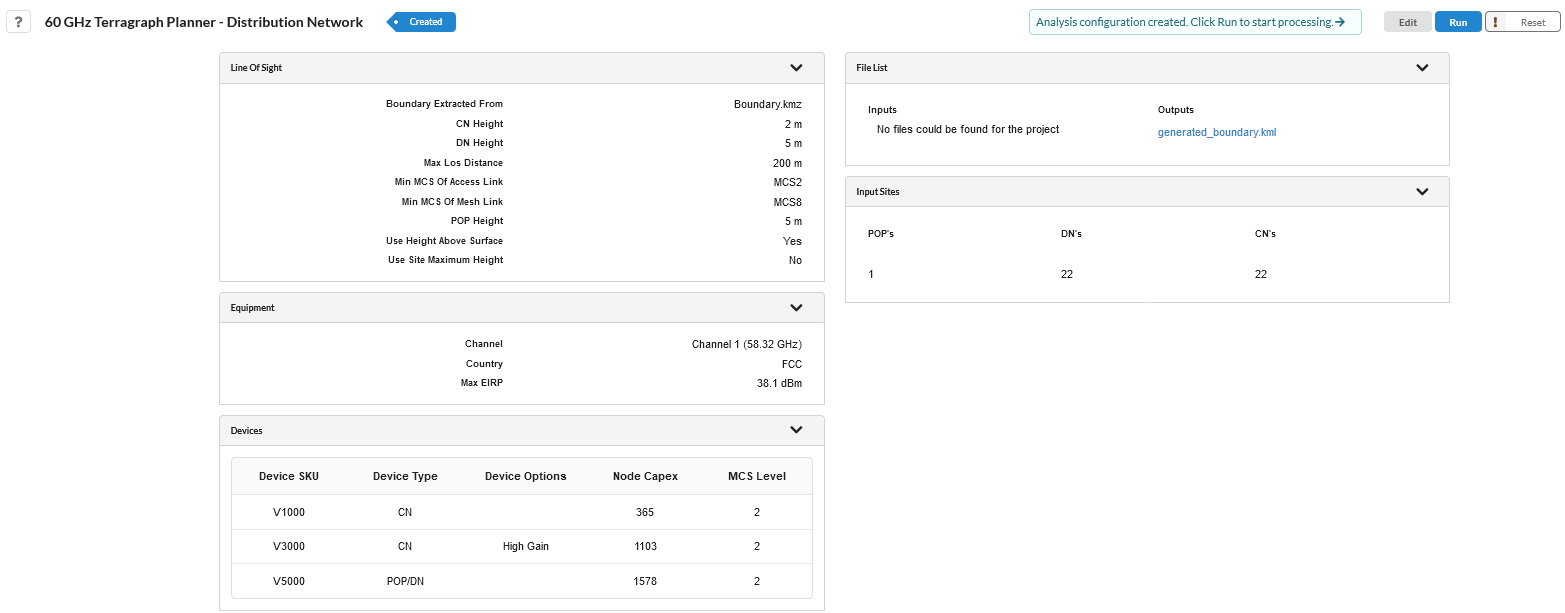 ? 60 GHz Terragraph Planner - Distribution Network Created Analysis configuration created. Click Run to start processing.→ Edit Run ! Reset
Line Of Sight
Boundary Extracted From Boundary.kmz
CN Height 2 m
DN Height 5 m
Max Los Distance 200 m
Min MCS Of Access Link MCS2
Min MCS Of Mesh Link MCS8
POP Height 5 m
Use Height Above Surface Yes
Use Site Maximum Height No
Equipment
Channel Channel 1 (58.32 GHz)
Country FCC
Max EIRP 38.1 dBm
Devices
Device SKU Device Type Device Options Node Capex MCS Level
V1000 CN 365 2
V3000 CN High Gain 1103 2
V5000 POP/DN 1578 2
File List
Inputs Outputs
No files could be found for the project generated_boundary.kml
Input Sites
POP's DN's CN's
1 22 22